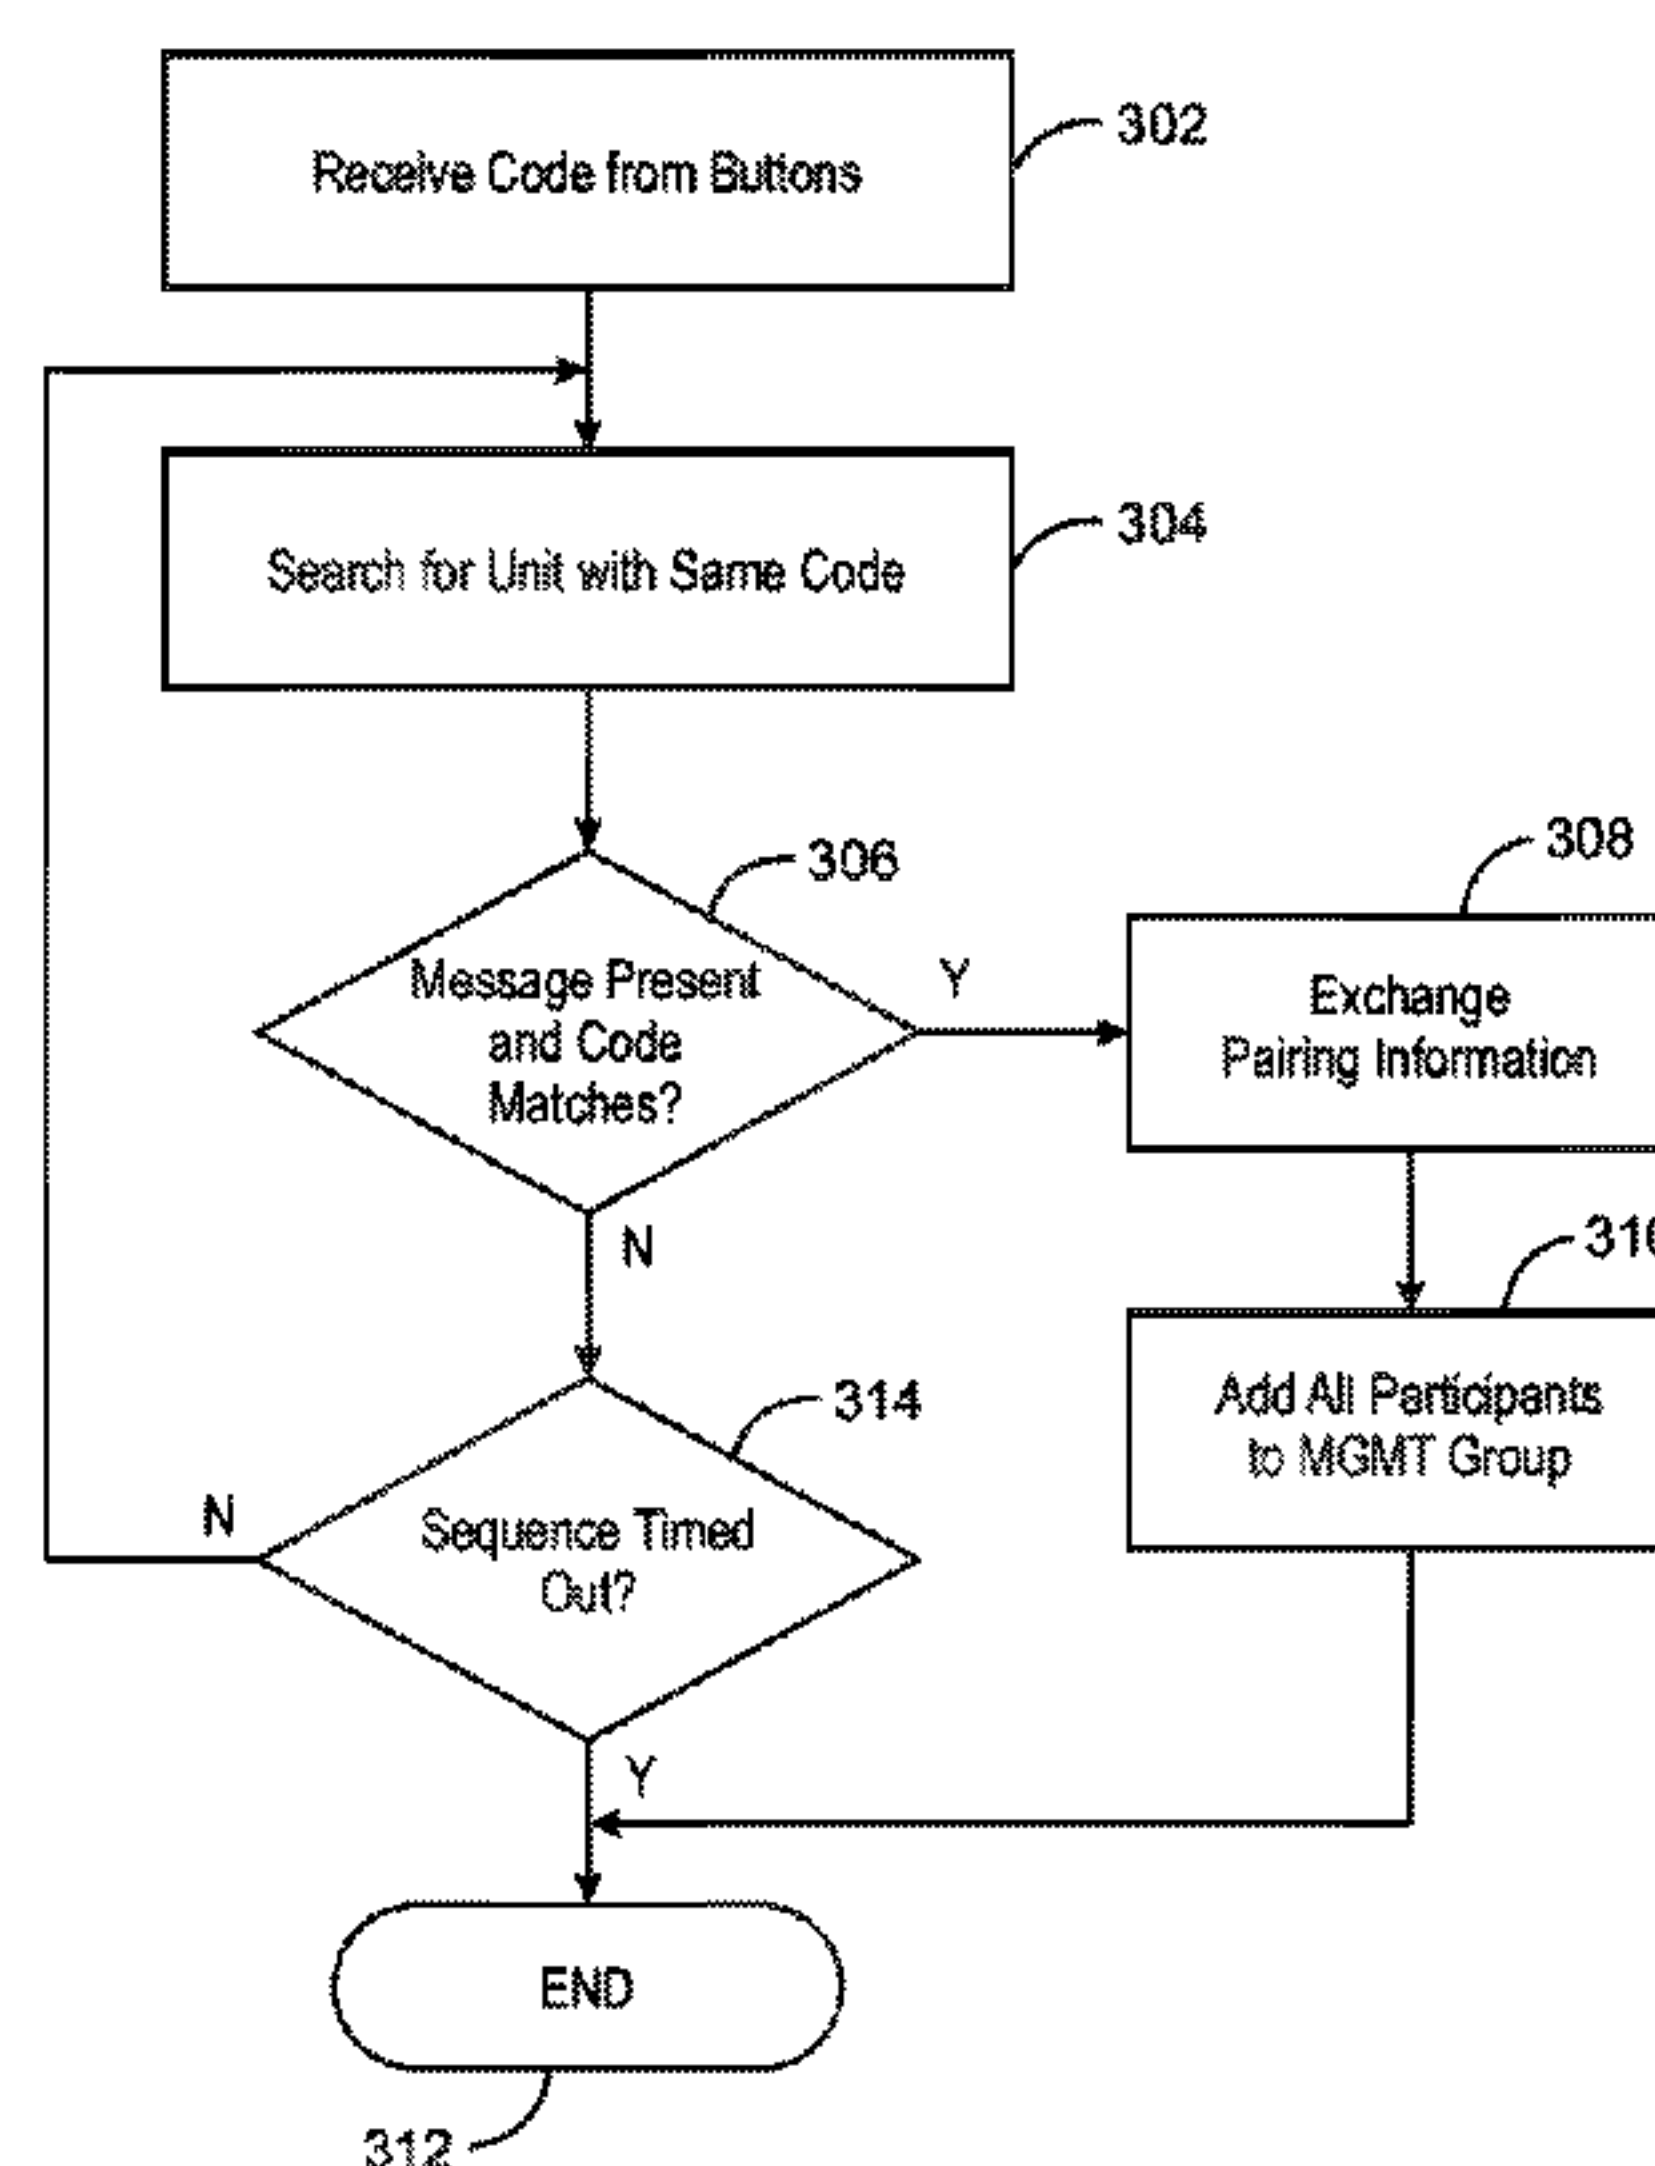 Receive Code from Buttons
302
Search for Unit with Same Code
304
306
Message Present
and Code
Matches?
Y
N
308
Exchange
Pairing Information
310
Add All Participants
to MGMT Group
314
Sequence Timed
Out?
N
Y
END
312